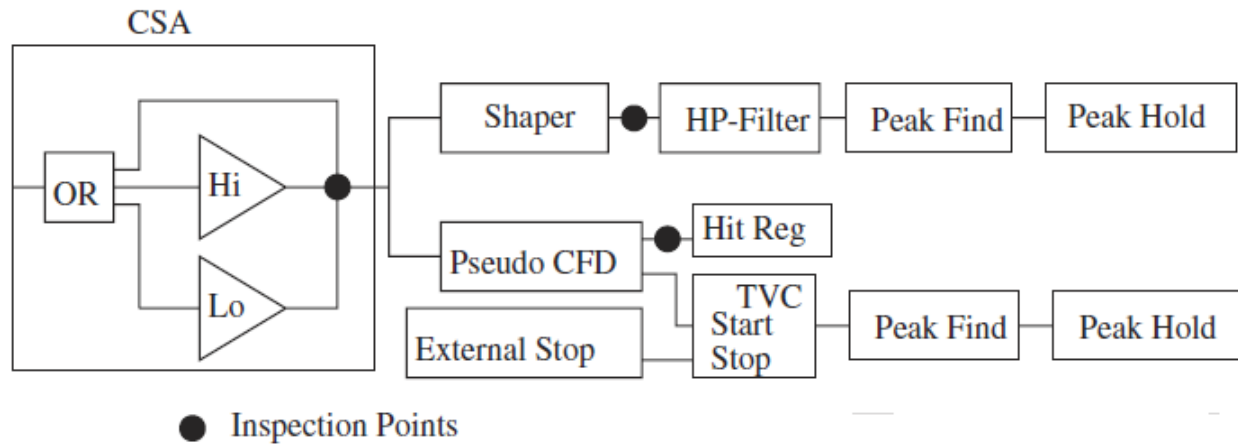 CSA
OR
Hi
Lo
Shaper
HP-Filter
Peak Find
Peak Hold
Pseudo CFD
Hit Reg
External Stop
TVC
Start
Stop
Peak Find
Peak Hold
Inspection Points